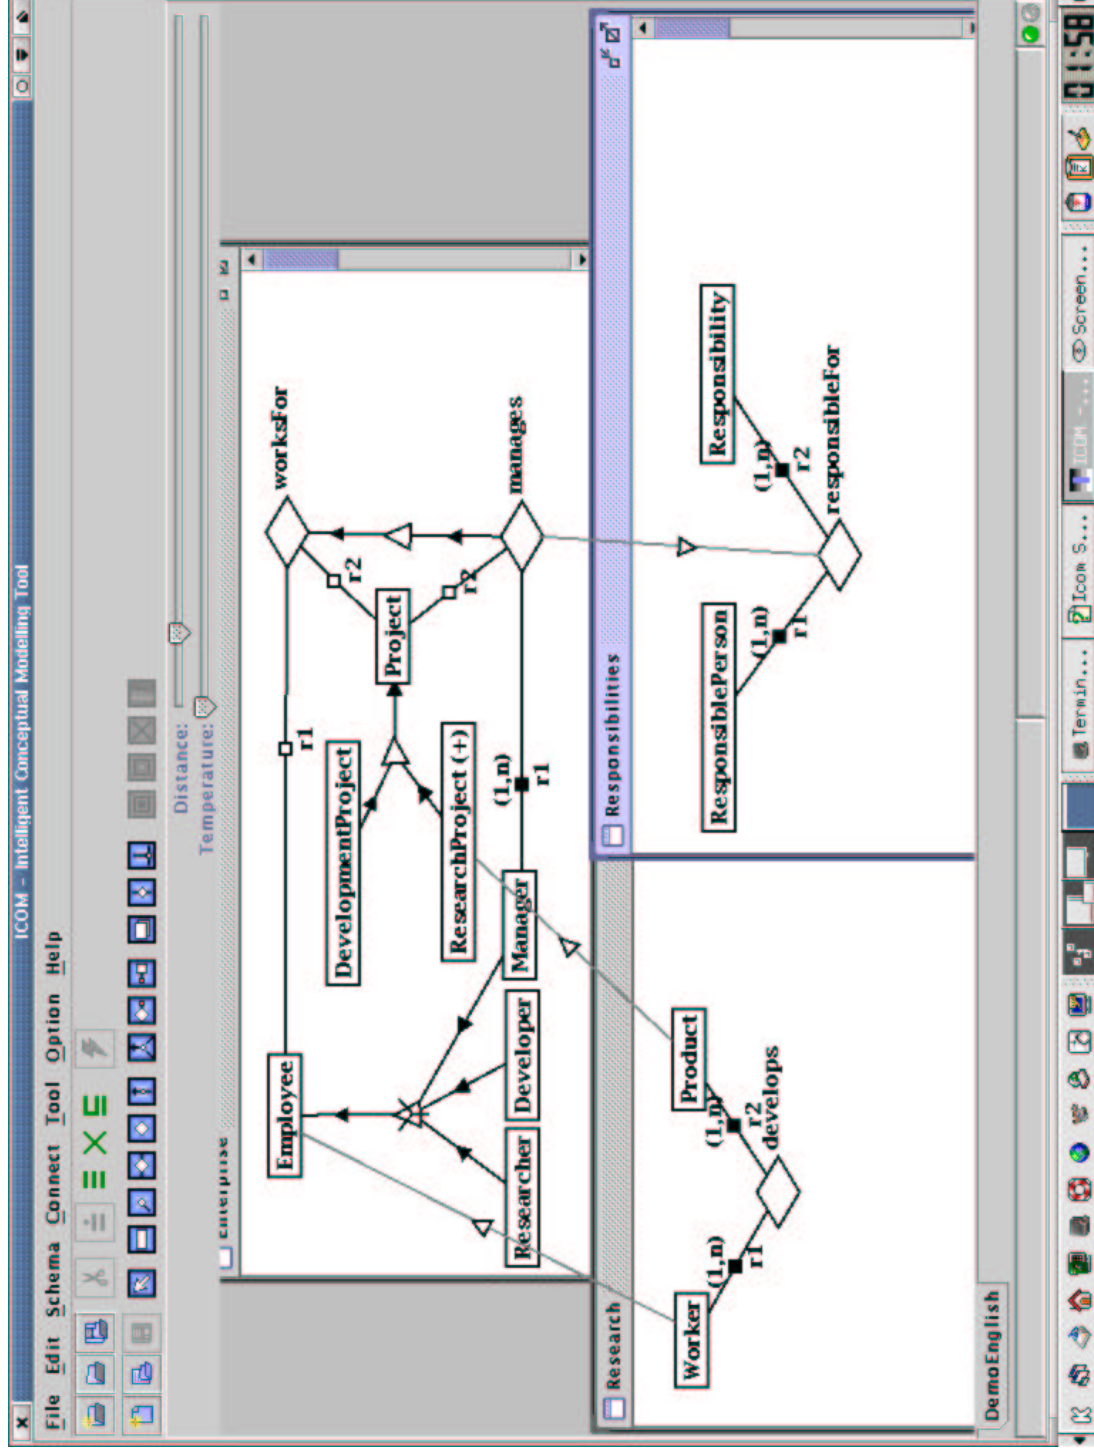 ICOM - Intelligent Conceptual Modelling Tool
File Edit Schema Connect Tool Option Help
Distance:
Temperature:
Enterprise
Employee
r1
worksFor
r2
DevelopmentProject
Project
r2
ResearchProject (+)
(1,n)
r1
manages
Researcher
Developer
Manager
Research
Worker
(1,n)
r1
Product
(1,n)
r2
develops
Responsibilities
ResponsiblePerson
(1,n)
r1
Responsibility
(1,n)
r2
responsibleFor
DemoEnglish
Termin...
Icom S...
ICOM -...
Screen...